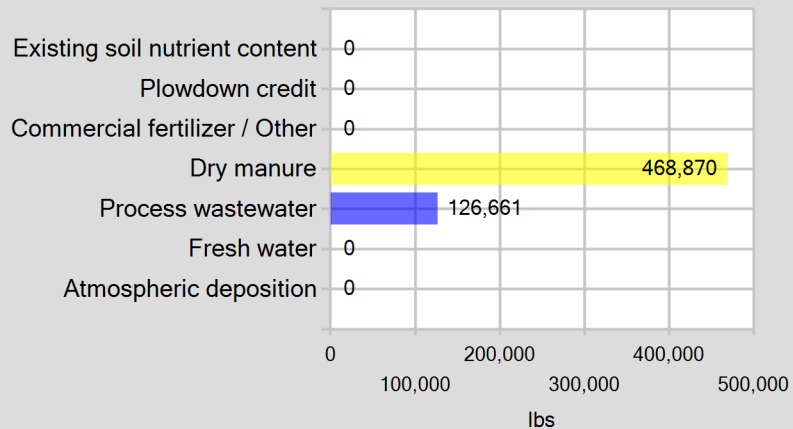 Existing soil nutrient content 0
Plowdown credit 0
Commercial fertilizer / Other 0
Dry manure 468,870
Process wastewater 126,661
Fresh water 0
Atmospheric deposition 0
0 200,000 400,000
100,000 300,000 500,000
lbs